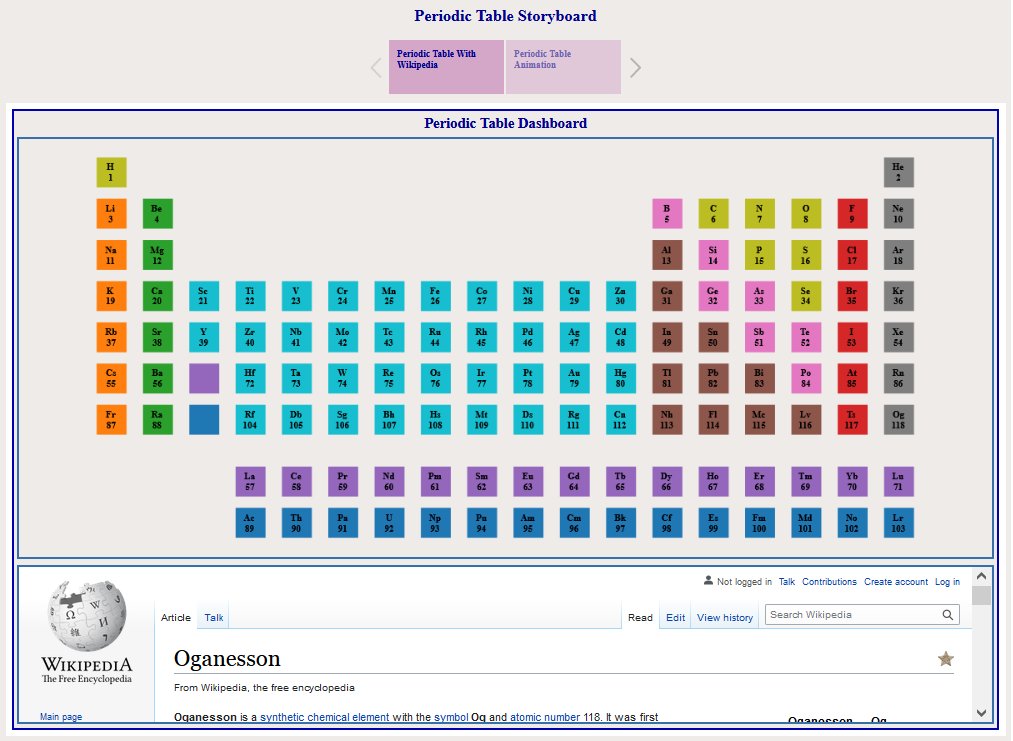 Periodic Table Storyboard
Periodic Table With
Wikipedia
Periodic Table
Animation
Periodic Table Dashboard
H He
1 2
Li Be B C N O F Ne
3 4 5 6 7 8 9 10
Na Mg Al Si P S Cl Ar
11 12 13 14 15 16 17 18
K Ca Sc Ti V Cr Mn Fe Co Ni Cu Zn Ga Ge As Se Br Kr
19 20 21 22 23 24 25 26 27 28 29 30 31 32 33 34 35 36
Rb Sr Y Zr Nb Mo Tc Ru Rh Pd Ag Cd In Sn Sb Te I Xe
37 38 39 40 41 42 43 44 45 46 47 48 49 50 51 52 53 54
Cs Ba Hf Ta W Re Os Ir Pt Au Hg Tl Pb Bi Po At Rn
55 56 72 73 74 75 76 77 78 79 80 81 82 83 84 85 86
Fr Ra Rf Db Sg Bh Hs Mt Ds Rg Cn Nh Fl Mc Lv Ts Og
87 88 104 105 106 107 108 109 110 111 112 113 114 115 116 117 118
La Ce Pr Nd Pm Sm Eu Gd Tb Dy Ho Er Tm Yb Lu
57 58 59 60 61 62 63 64 65 66 67 68 69 70 71
Ac Th Pa U Np Pu Am Cm Bk Cf Es Fm Md No Lr
89 90 91 92 93 94 95 96 97 98 99 100 101 102 103
Not logged in Talk Contributions Create account Log in
Article Talk Read Edit View history Search Wikipedia
WIKIPEDIA
The Free Encyclopedia
Oganesson
From Wikipedia, the free encyclopedia
Main page
Oganesson is a synthetic chemical element with the symbol Og and atomic number 118. It was first
Oganesson Og